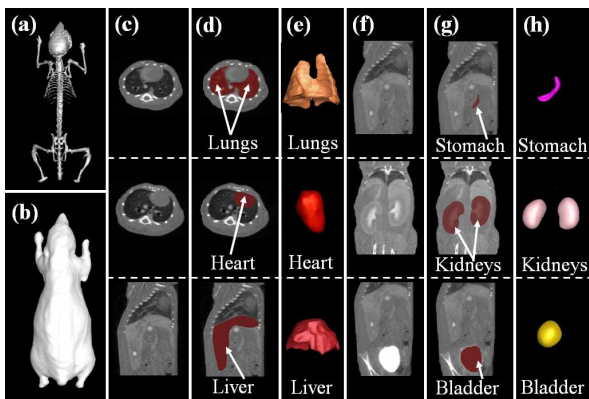 (a) (c) (d) (e) (f) (g) (h)
Lungs Lungs Stomach Stomach
(b)
Heart Heart Kidneys Kidneys
Liver Liver Bladder Bladder